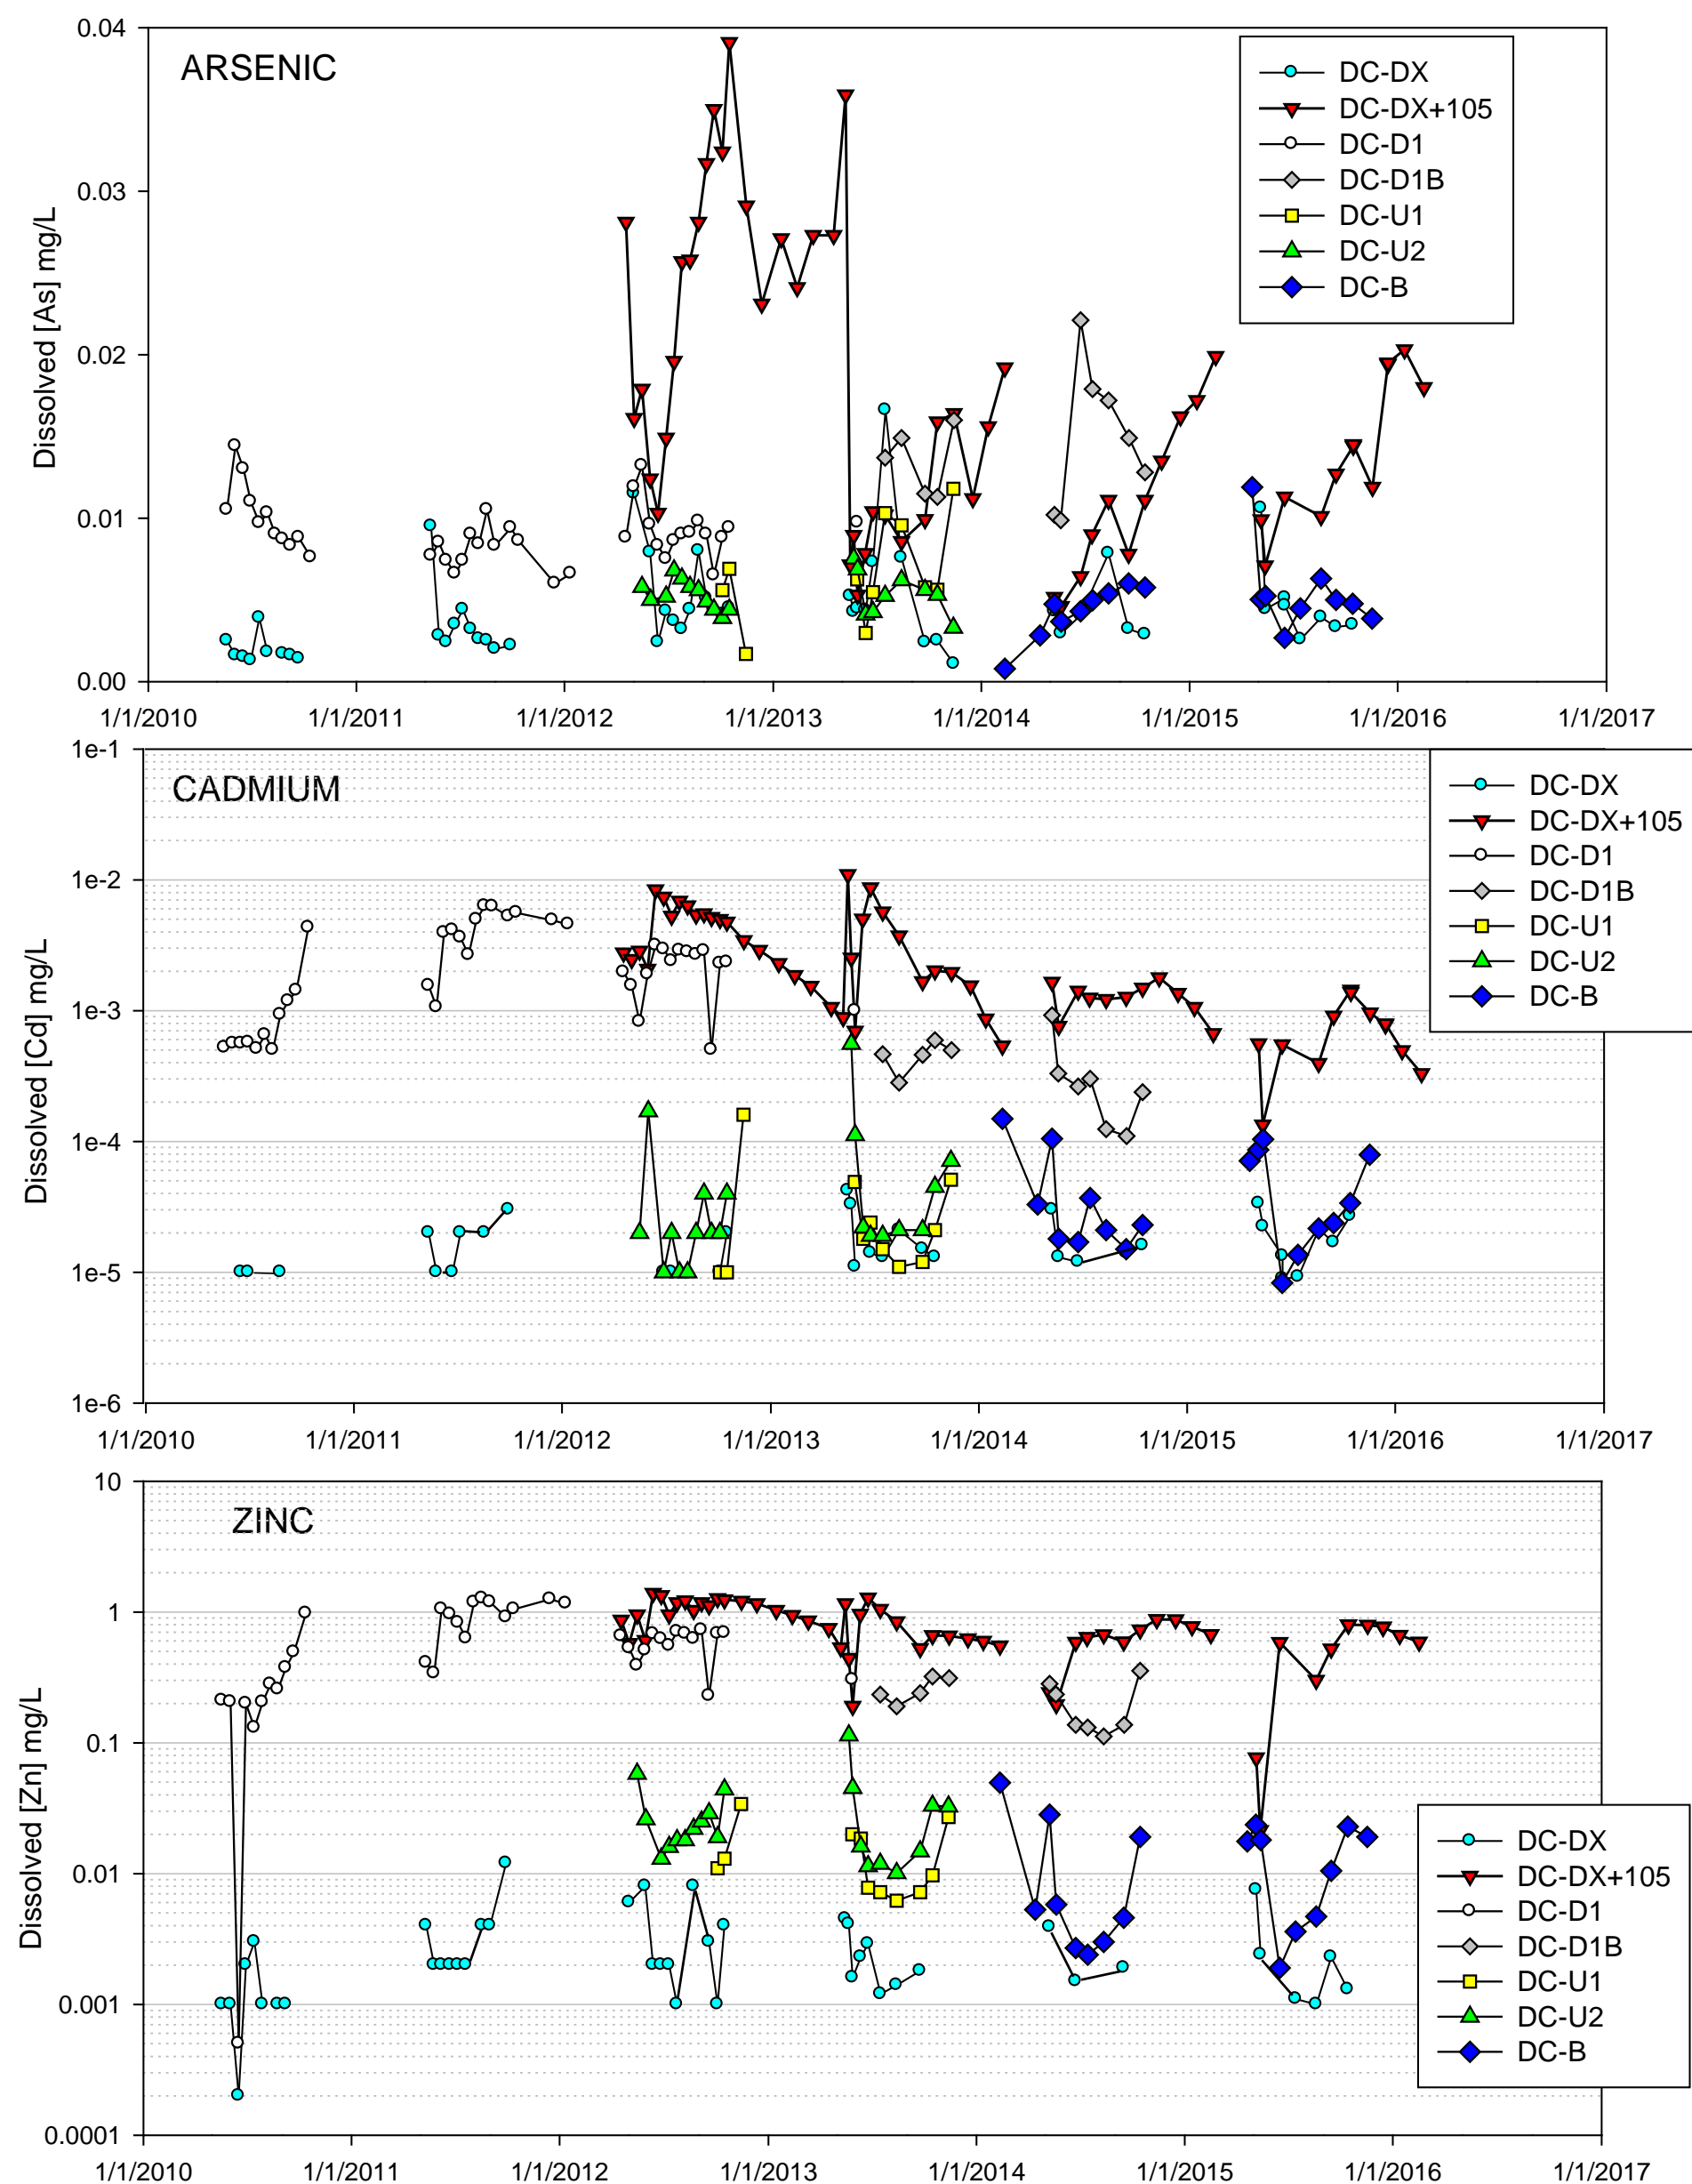 ARSENIC
Dissolved [As] mg/L
0.04
0.03
0.02
0.01
0.00
1/1/2010 1/1/2011 1/1/2012 1/1/2013 1/1/2014 1/1/2015 1/1/2016 1/1/2017
DC-DX
DC-DX+105
DC-D1
DC-D1B
DC-U1
DC-U2
DC-B
CADMIUM
Dissolved [Cd] mg/L
1e-1
1e-2
1e-3
1e-4
1e-5
1e-6
1/1/2010 1/1/2011 1/1/2012 1/1/2013 1/1/2014 1/1/2015 1/1/2016 1/1/2017
DC-DX
DC-DX+105
DC-D1
DC-D1B
DC-U1
DC-U2
DC-B
ZINC
Dissolved [Zn] mg/L
10
1
0.1
0.01
0.001
0.0001
1/1/2010 1/1/2011 1/1/2012 1/1/2013 1/1/2014 1/1/2015 1/1/2016 1/1/2017
DC-DX
DC-DX+105
DC-D1
DC-D1B
DC-U1
DC-U2
DC-B